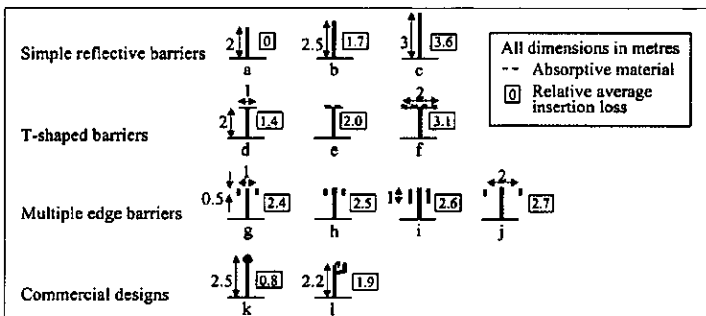 All dimensions in metres
-- Absorptive material
0 Relative average
insertion loss
Simple reflective barriers
2 0 2.5 1.7 3 3.6
a b c
1 2
T-shaped barriers
2 1.4 2.0 3.1
d e f
1 2
Multiple edge barriers
0.5 2.4 2.5 1 2.6 2.7
g h i j
Commercial designs
2.5 0.8 2.2 1.9
k l